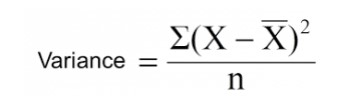 Variance = Σ(X − X̅)² / n